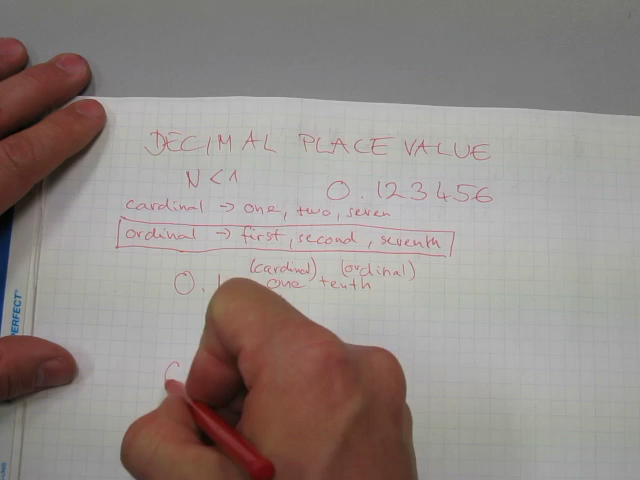 DECIMAL PLACE VALUE
N < 1 0.123456
cardinal → one, two, seven
ordinal → first, second, seventh
(cardinal) (ordinal)
0.1 one tenth
PERFECT